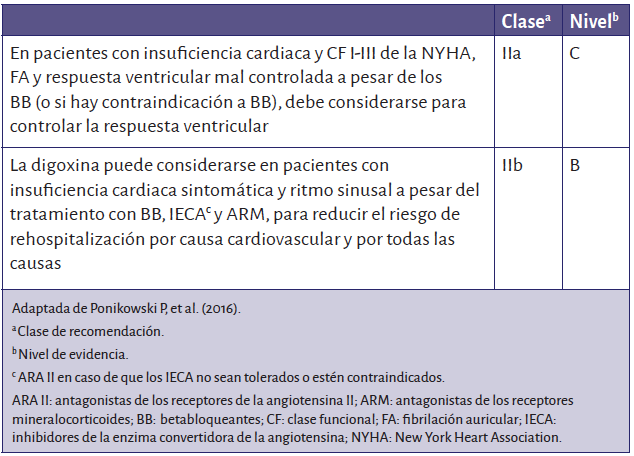 Claseᵃ Nivelᵇ
En pacientes con insuficiencia cardiaca y CF I-III de la NYHA, IIa C
FA y respuesta ventricular mal controlada a pesar de los
BB (o si hay contraindicación a BB), debe considerarse para
controlar la respuesta ventricular
La digoxina puede considerarse en pacientes con IIb B
insuficiencia cardiaca sintomática y ritmo sinusal a pesar del
tratamiento con BB, IECAᶜ y ARM, para reducir el riesgo de
rehospitalización por causa cardiovascular y por todas las
causas
Adaptada de Ponikowski P, et al. (2016).
ᵃ Clase de recomendación.
ᵇ Nivel de evidencia.
ᶜ ARA II en caso de que los IECA no sean tolerados o estén contraindicados.
ARA II: antagonistas de los receptores de la angiotensina II; ARM: antagonistas de los receptores
mineralocorticoides; BB: betabloqueantes; CF: clase funcional; FA: fibrilación auricular; IECA:
inhibidores de la enzima convertidora de la angiotensina; NYHA: New York Heart Association.